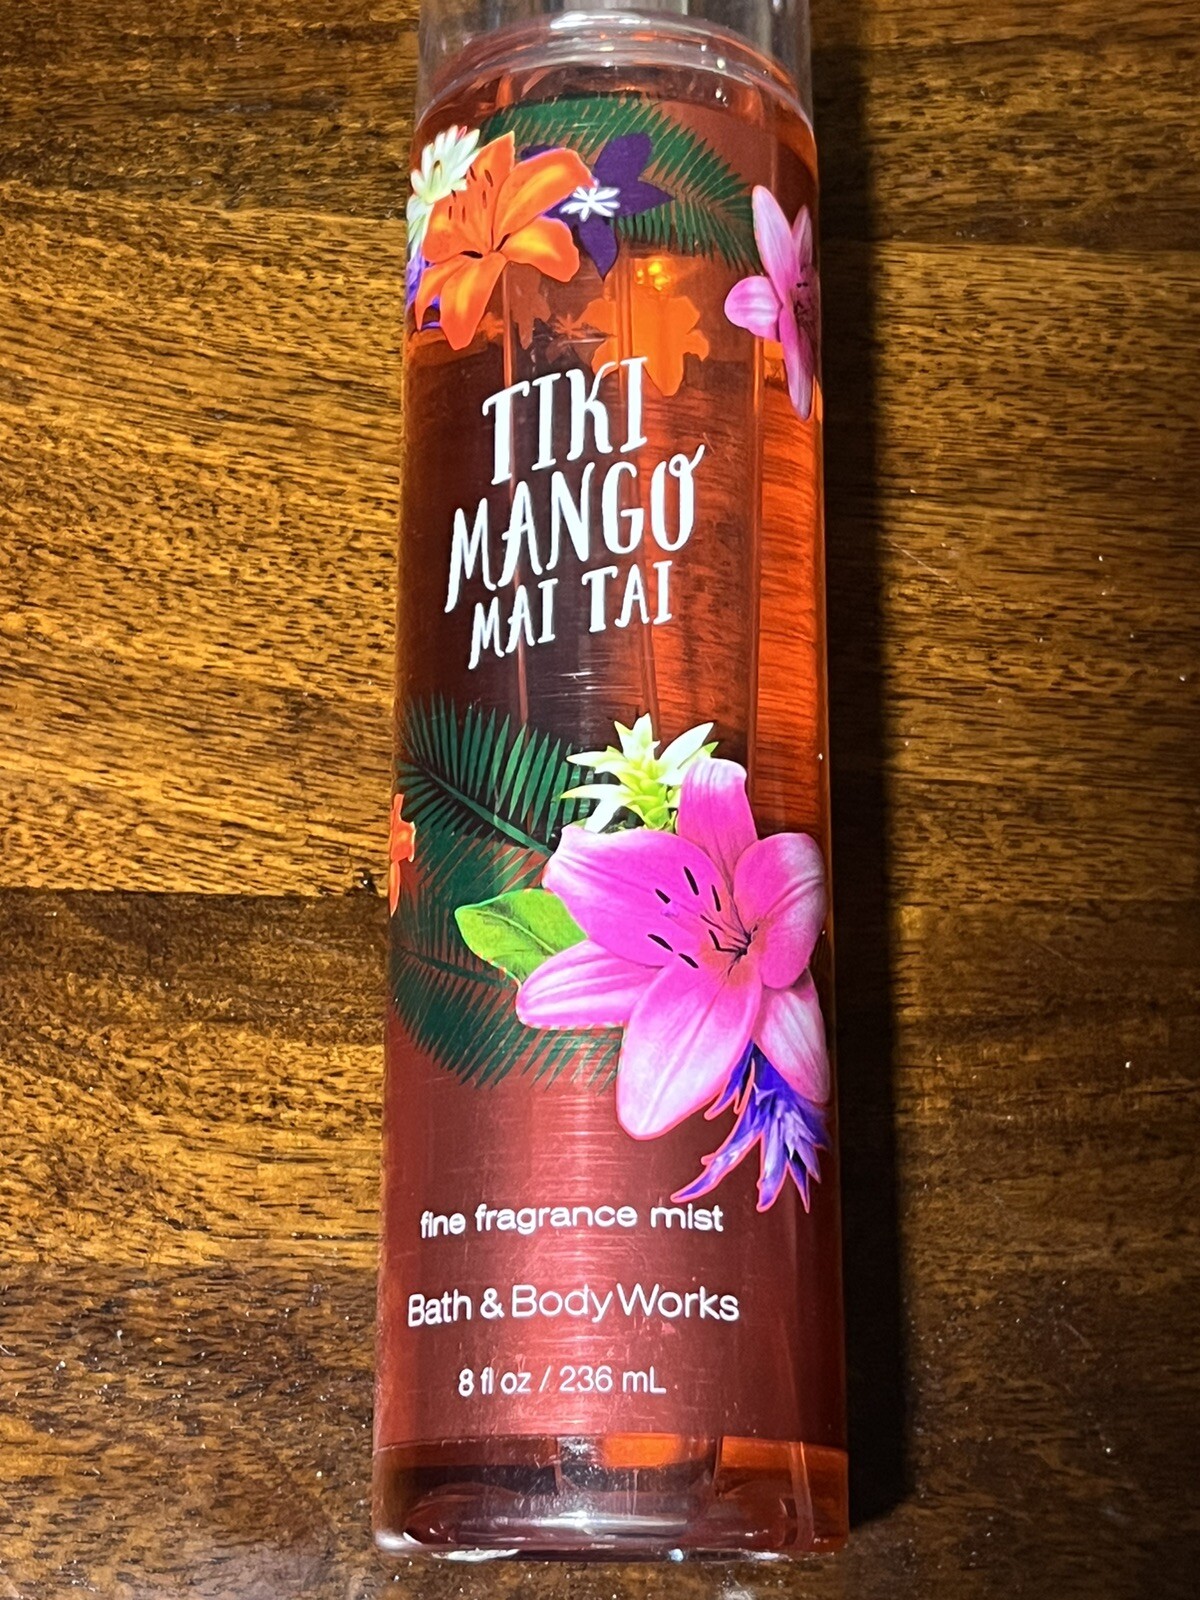 TIKI
MANGO
MAI TAI
fine fragrance mist
Bath & Body Works
8 fl oz / 236 mL